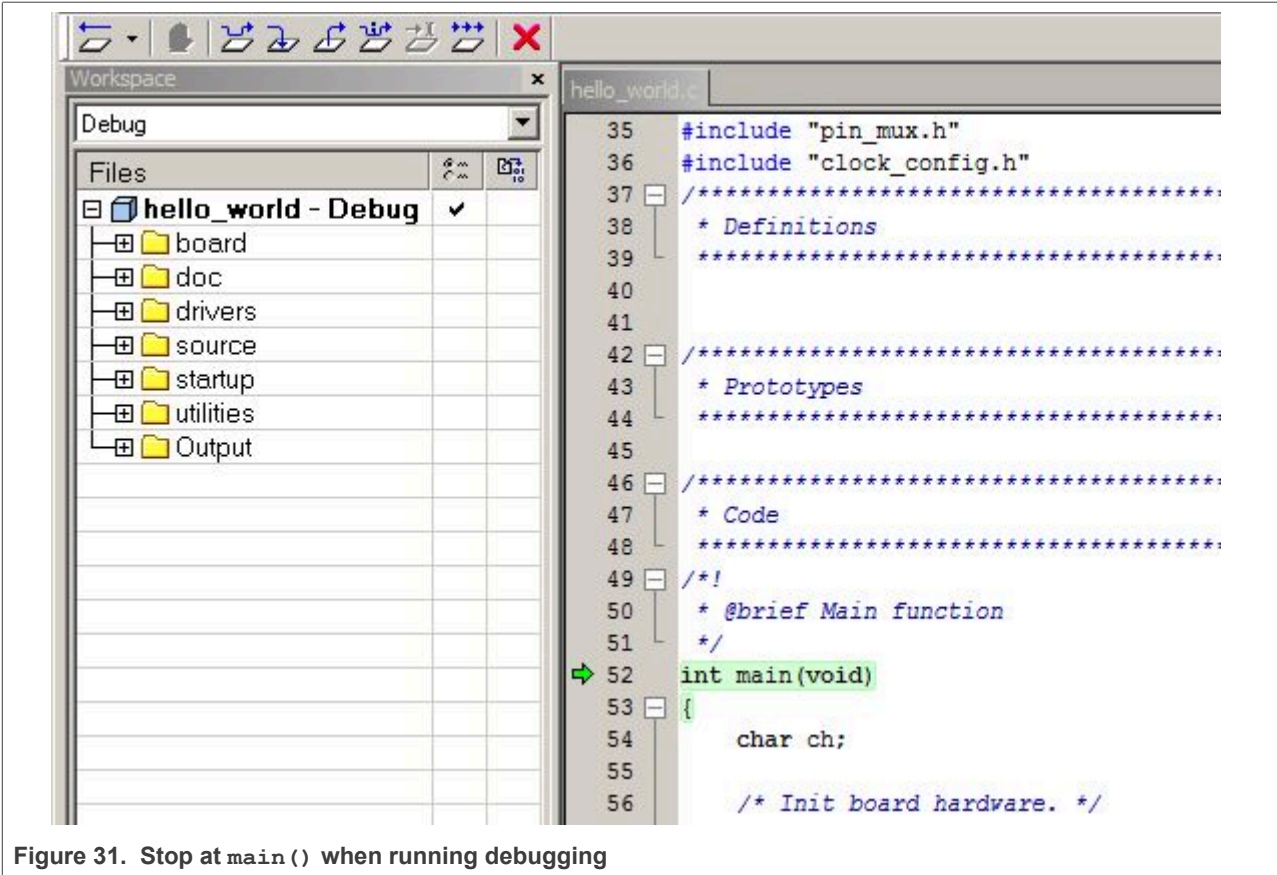 Workspace
Debug
Files
hello_world - Debug
board
doc
drivers
source
startup
utilities
Output
hello_world.c
35 #include "pin_mux.h"
36 #include "clock_config.h"
37 /*****************************************
38 * Definitions
39 *****************************************
40
41
42 /*****************************************
43 * Prototypes
44 *****************************************
45
46 /*****************************************
47 * Code
48 *****************************************
49 /*!
50 * @brief Main function
51 */
52 int main(void)
53 {
54 char ch;
55
56 /* Init board hardware. */
Figure 31. Stop at main() when running debugging